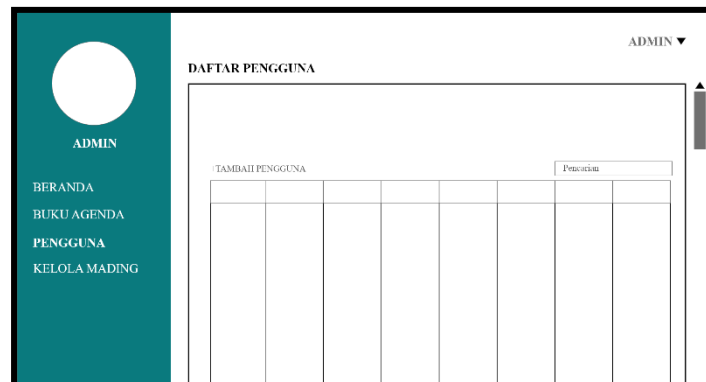 ADMIN ▼
DAFTAR PENGGUNA
ADMIN
BERANDA
BUKU AGENDA
PENGGUNA
KELOLA MADING
+TAMBAH PENGGUNA
Pencarian